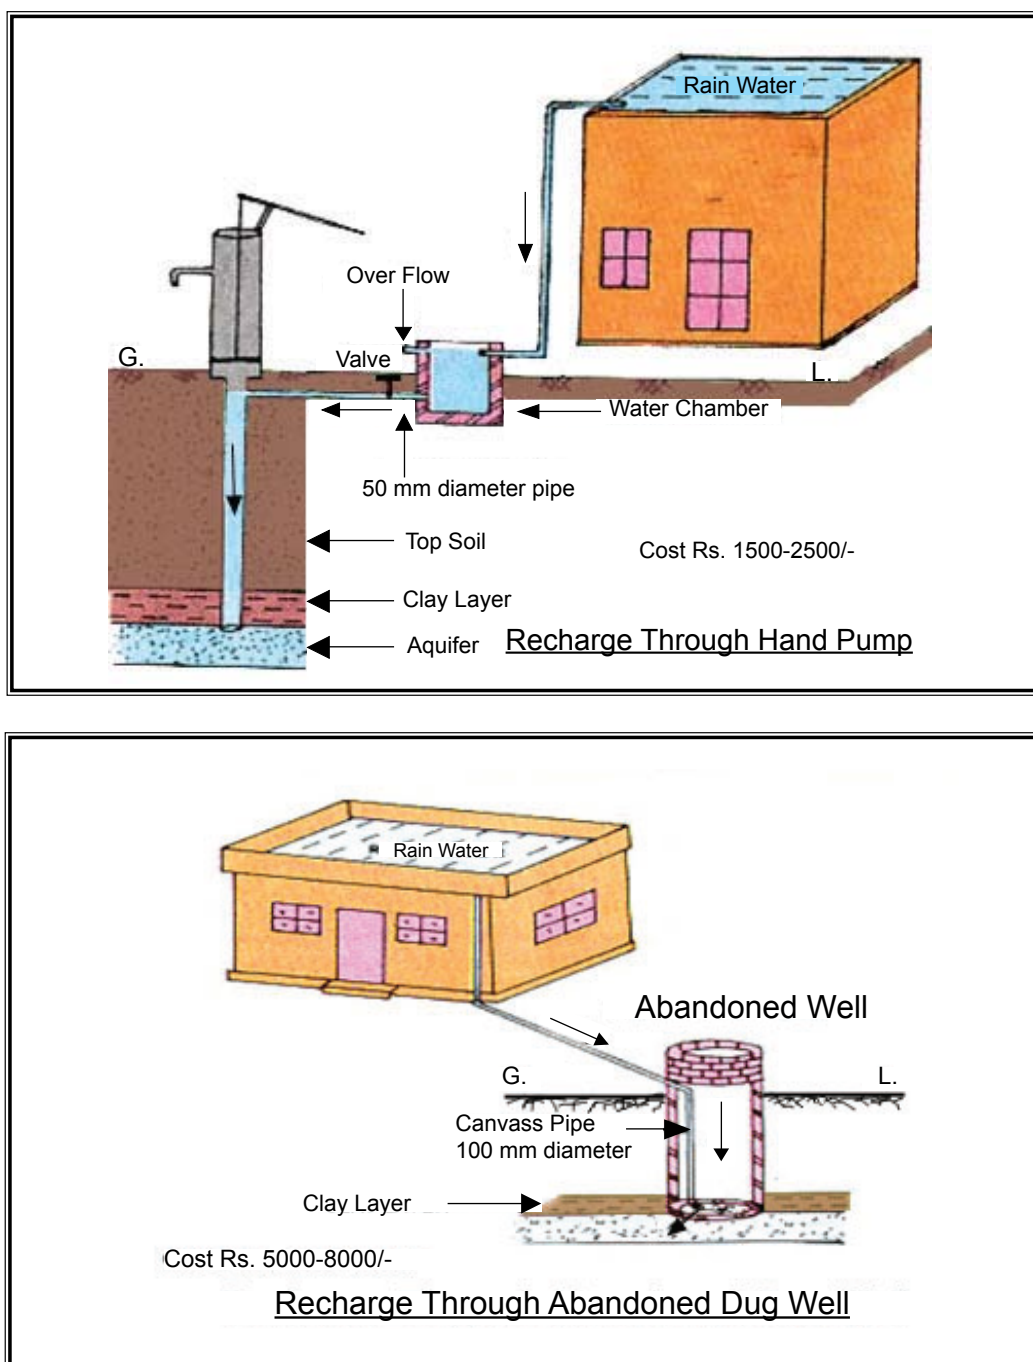 Rain Water
Over Flow
G.
Valve
L.
Water Chamber
50 mm diameter pipe
Top Soil
Cost Rs. 1500-2500/-
Clay Layer
Aquifer
Recharge Through Hand Pump
Rain Water
Abandoned Well
G.
L.
Canvass Pipe
100 mm diameter
Clay Layer
Cost Rs. 5000-8000/-
Recharge Through Abandoned Dug Well